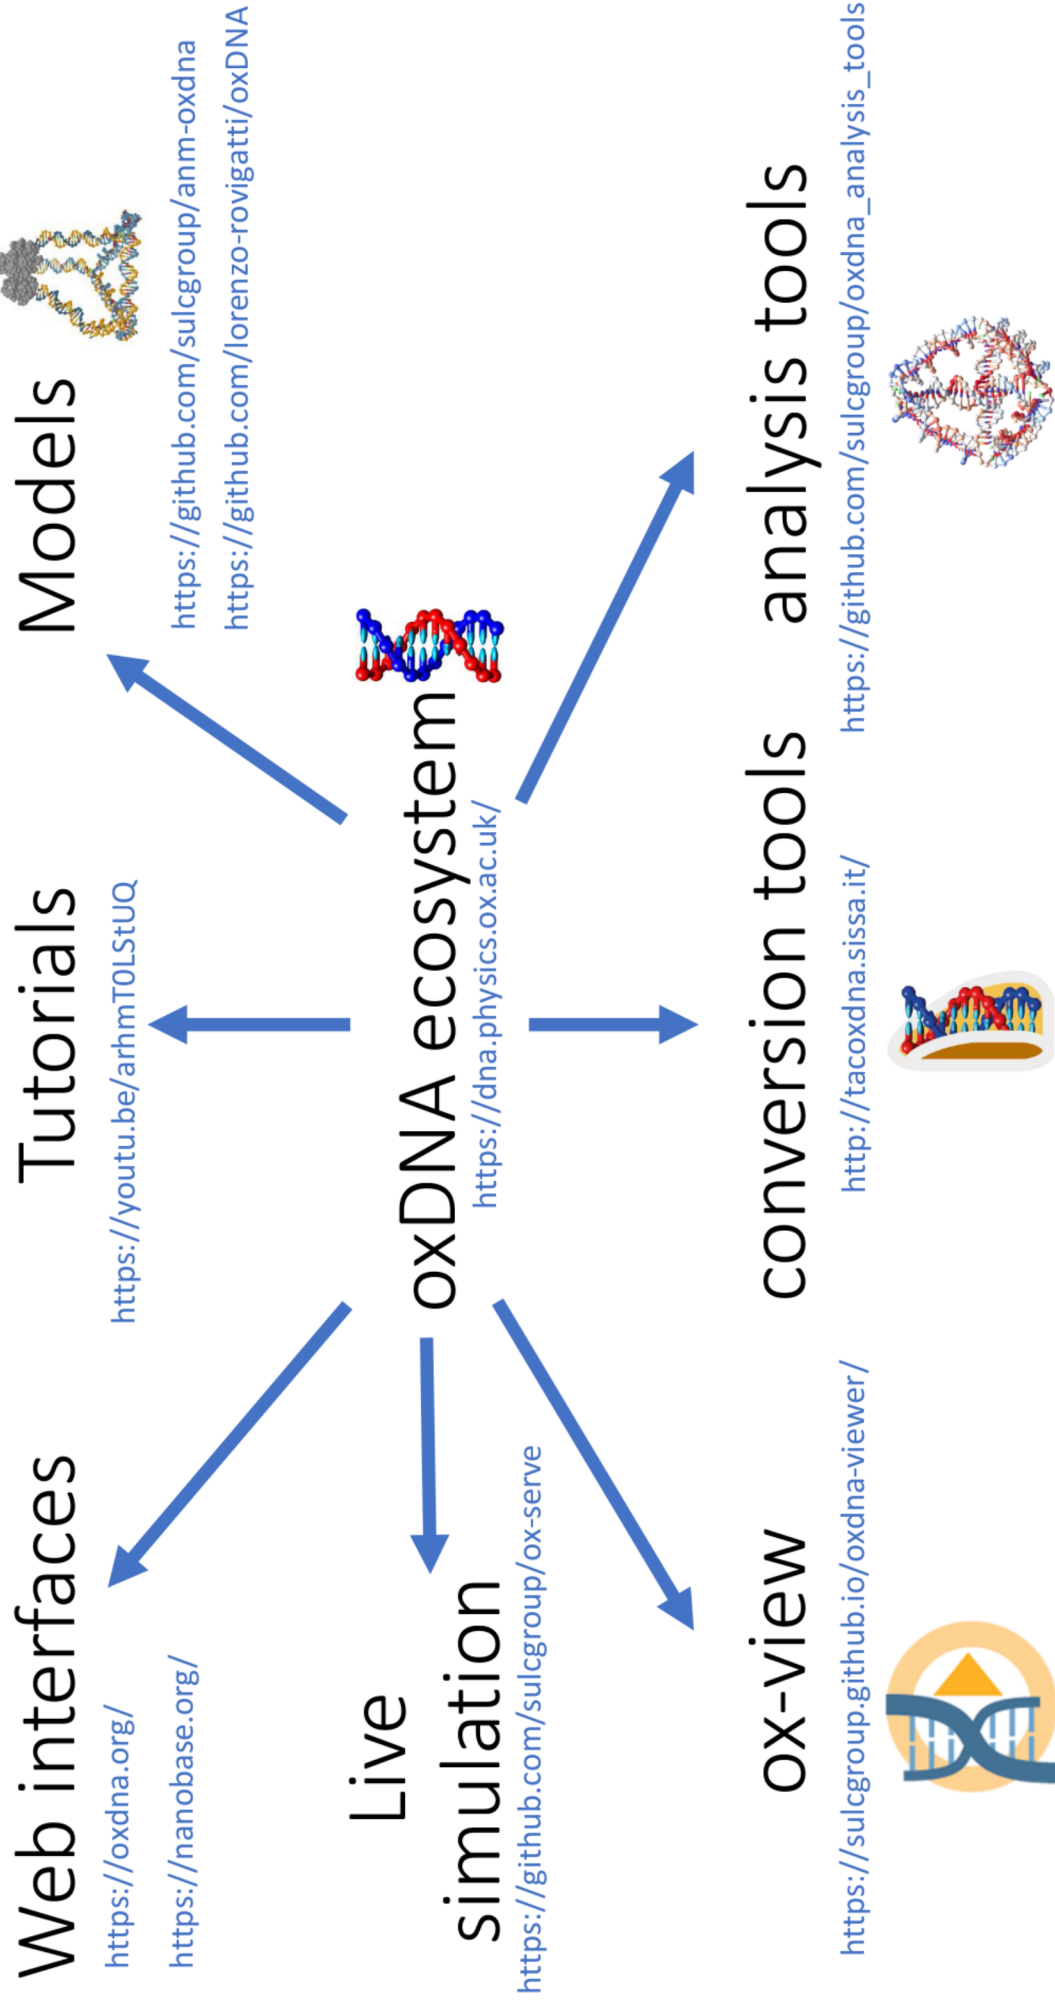 Web interfaces
https://oxdna.org/
https://nanobase.org/
Tutorials
https://youtu.be/arhmT0LStUQ
Models
https://github.com/sulcgroup/anm-oxdna
https://github.com/lorenzo-rovigatti/oxDNA
Live
simulation
https://github.com/sulcgroup/ox-serve
oxDNA ecosystem
https://dna.physics.ox.ac.uk/
ox-view
https://sulcgroup.github.io/oxdna-viewer/
conversion tools
http://tacoxdna.sissa.it/
analysis tools
https://github.com/sulcgroup/oxdna_analysis_tools